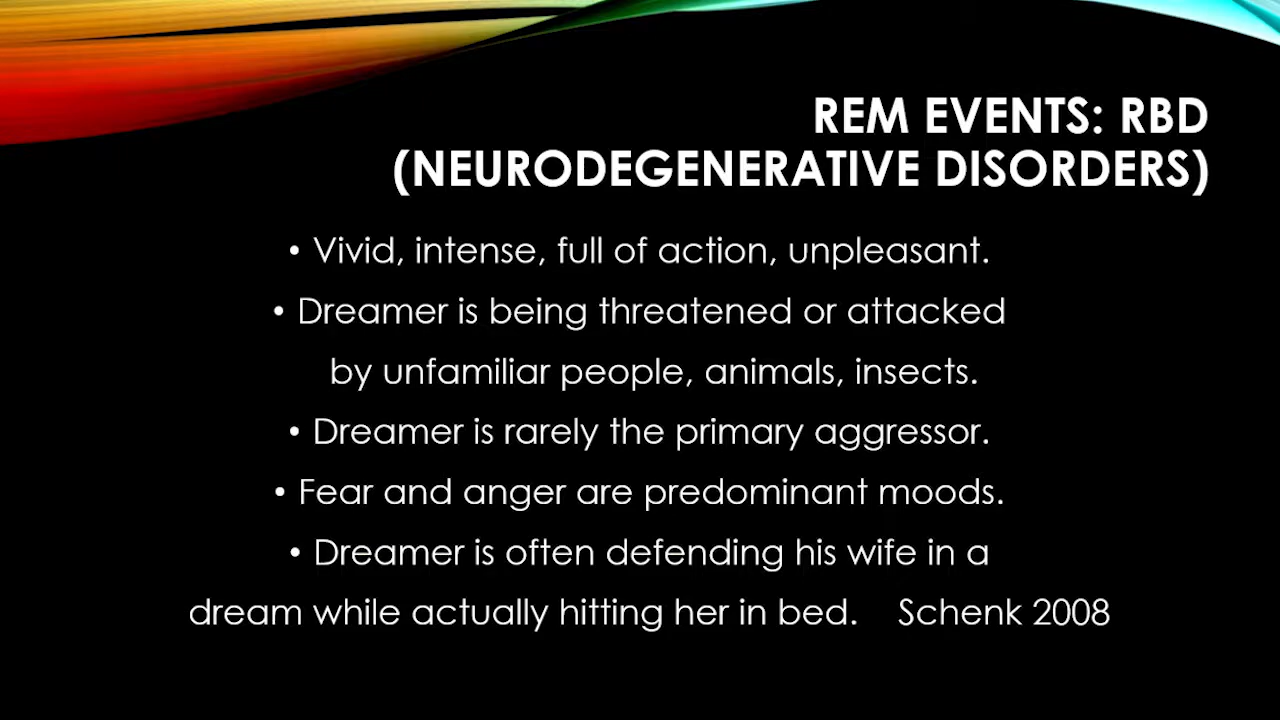 REM EVENTS: RBD
(NEURODEGENERATIVE DISORDERS)
• Vivid, intense, full of action, unpleasant.
• Dreamer is being threatened or attacked
by unfamiliar people, animals, insects.
• Dreamer is rarely the primary aggressor.
• Fear and anger are predominant moods.
• Dreamer is often defending his wife in a
dream while actually hitting her in bed. Schenk 2008